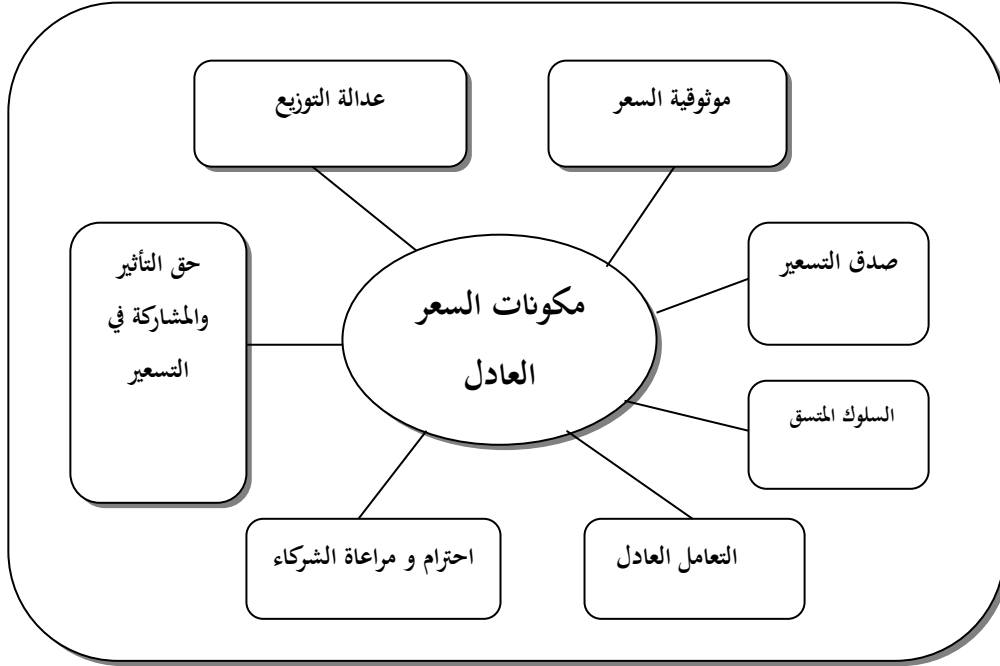 موثوقية السعر
عدالة التوزيع
صدق التسعير
حق التأثير
والمشاركة في
التسعير
مكونات السعر
العادل
السلوك المتسق
التعامل العادل
احترام و مراعاة الشركاء